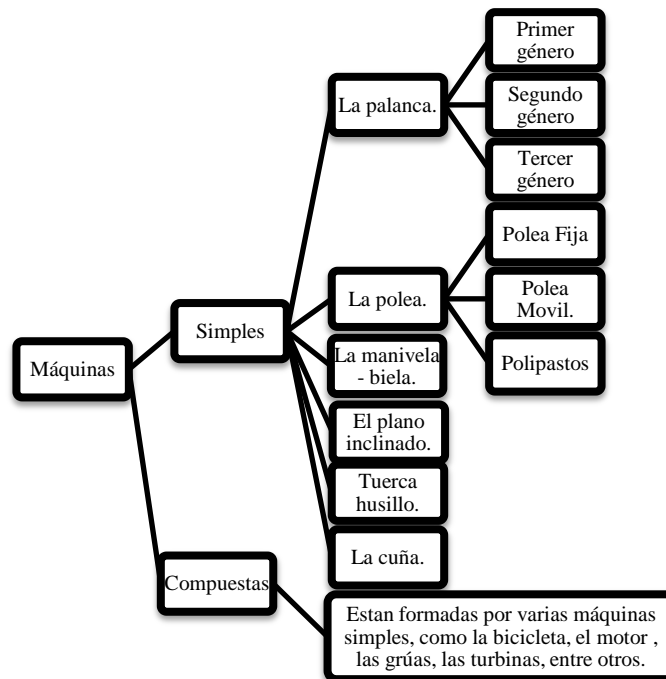 Máquinas
Simples
La palanca.
Primer
género
Segundo
género
Tercer
género
La polea.
Polea Fija
Polea
Movil.
Polipastos
La manivela
- biela.
El plano
inclinado.
Tuerca
husillo.
La cuña.
Compuestas
Estan formadas por varias máquinas
simples, como la bicicleta, el motor ,
las grúas, las turbinas, entre otros.